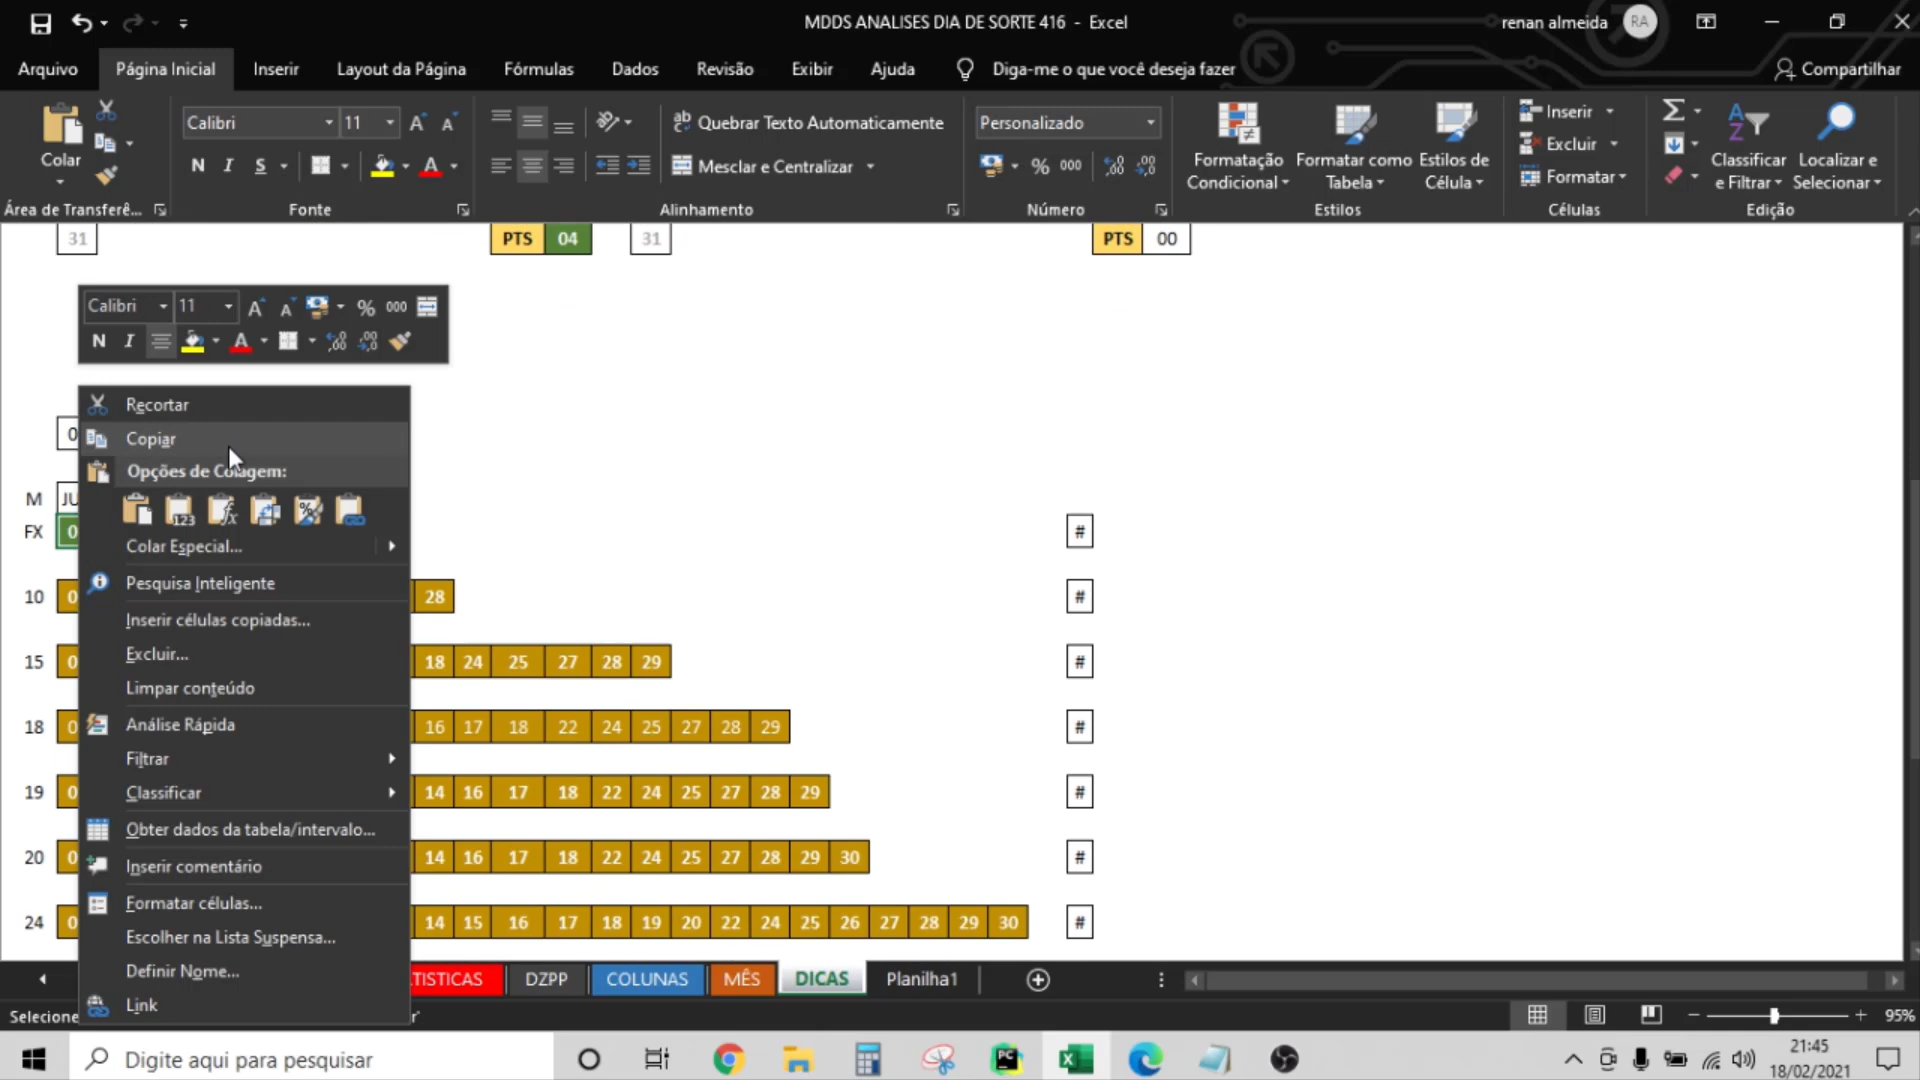 MDDS ANALISES DIA DE SORTE 416 - Excel
renan almeida RA
Arquivo Página Inicial Inserir Layout da Página Fórmulas Dados Revisão Exibir Ajuda Diga-me o que você deseja fazer Compartilhar
Colar
Calibri 11
Quebrar Texto Automaticamente
Personalizado
Formatação Condicional
Formatar como Tabela
Estilos de Célula
Inserir
Excluir
Formatar
Classificar e Filtrar
Localizar e Selecionar
N I S
Mesclar e Centralizar
% 000
Área de Transferê... Fonte Alinhamento Número Estilos Células Edição
31 PTS 04 31 PTS 00
Calibri 11 % 000
N I
Recortar
Copiar
Opções de Colagem:
Colar Especial...
Pesquisa Inteligente
Inserir células copiadas...
Excluir...
Limpar conteúdo
Análise Rápida
Filtrar
Classificar
Obter dados da tabela/intervalo...
Inserir comentário
Formatar células...
Escolher na Lista Suspensa...
Definir Nome...
Link
0
M JU
FX 0 #
10 0 28 #
15 0 18 24 25 27 28 29 #
18 0 16 17 18 22 24 25 27 28 29 #
19 0 14 16 17 18 22 24 25 27 28 29 #
20 0 14 16 17 18 22 24 25 27 28 29 30 #
24 0 14 15 16 17 18 19 20 22 24 25 26 27 28 29 30 #
TISTICAS DZPP COLUNAS MÊS DICAS Planilha1
Selecione 95%
Digite aqui para pesquisar
21:45
18/02/2021